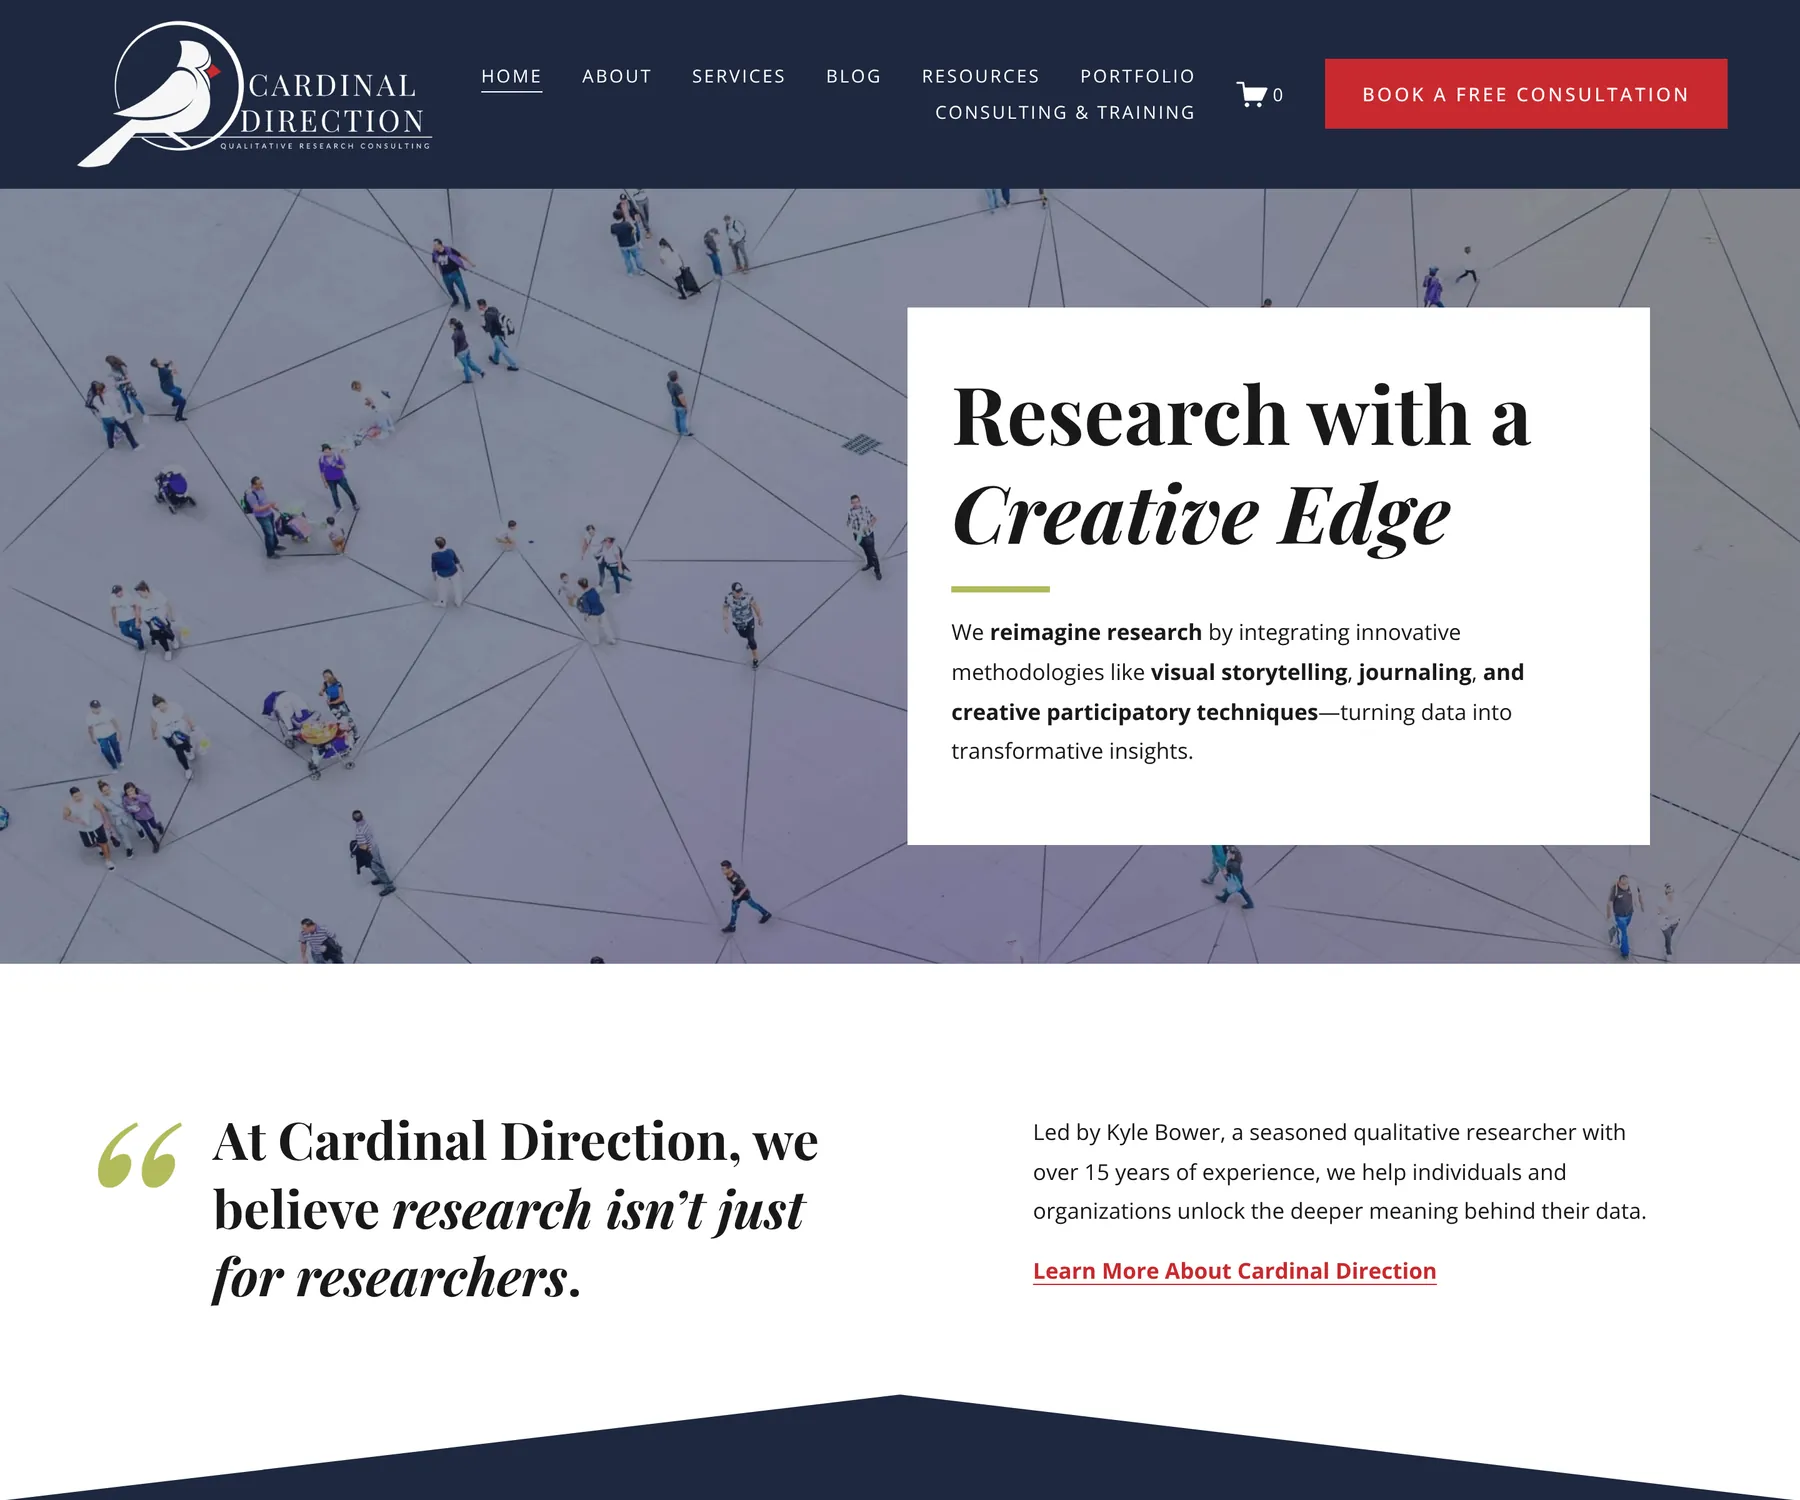 CARDINAL
DIRECTION
QUALITATIVE RESEARCH CONSULTING
HOME ABOUT SERVICES BLOG RESOURCES PORTFOLIO
CONSULTING & TRAINING
0
BOOK A FREE CONSULTATION
Research with a
Creative Edge
We reimagine research by integrating innovative
methodologies like visual storytelling, journaling, and
creative participatory techniques—turning data into
transformative insights.
“
At Cardinal Direction, we
believe research isn’t just
for researchers.
Led by Kyle Bower, a seasoned qualitative researcher with
over 15 years of experience, we help individuals and
organizations unlock the deeper meaning behind their data.
Learn More About Cardinal Direction